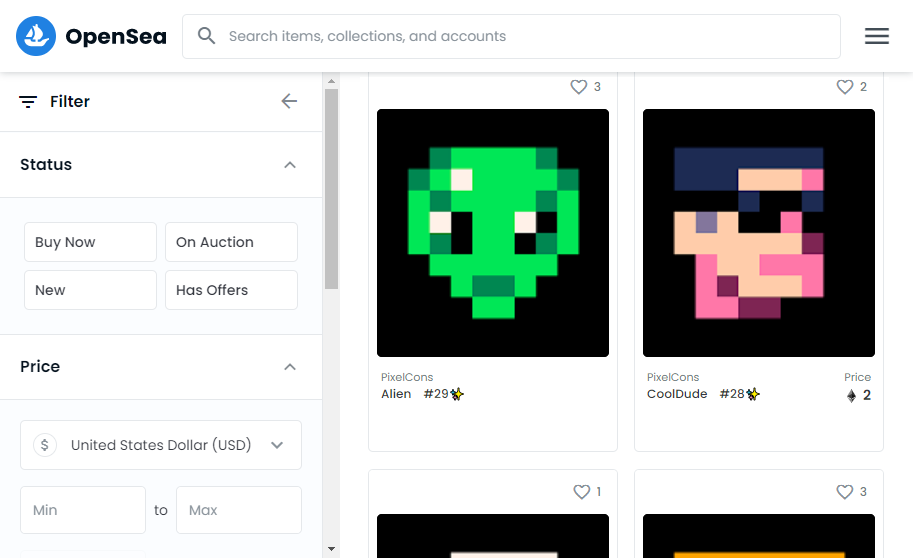 OpenSea
Search items, collections, and accounts
Filter
Status
Buy Now
On Auction
New
Has Offers
Price
$ United States Dollar (USD)
Min to Max
3
PixelCons
Alien #29✨
2
PixelCons
Price
CoolDude #28✨
2
1
3